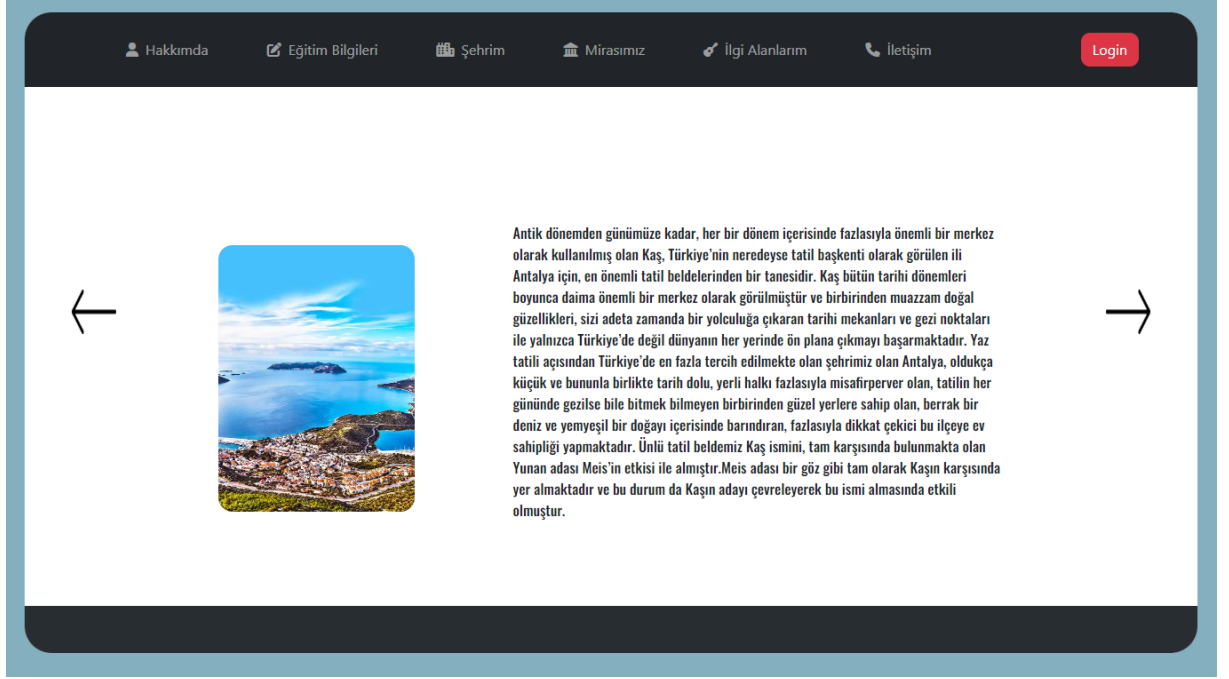 Hakkımda
Eğitim Bilgileri
Şehrim
Mirasımız
İlgi Alanlarım
İletişim
Login
Antik dönemden günümüze kadar, her bir dönem içerisinde fazlasıyla önemli bir merkez
olarak kullanılmış olan Kaş, Türkiye'nin neredeyse tatil başkenti olarak görülen ili
Antalya için, en önemli tatil beldelerinden bir tanesidir. Kaş bütün tarihi dönemleri
boyunca daima önemli bir merkez olarak görülmüştür ve birbirinden muazzam doğal
güzellikleri, sizi adeta zamanda bir yolculuğa çıkaran tarihi mekanları ve gezi noktaları
ile yalnızca Türkiye'de değil dünyanın her yerinde ön plana çıkmayı başarmaktadır. Yaz
tatili açısından Türkiye'de en fazla tercih edilmekte olan şehrimiz olan Antalya, oldukça
küçük ve bununla birlikte tarih dolu, yerli halkı fazlasıyla misafirperver olan, tatilin her
gününde gezilse bile bitmek bilmeyen birbirinden güzel yerlere sahip olan, berrak bir
deniz ve yemyeşil bir doğayı içerisinde barındıran, fazlasıyla dikkat çekici bu ilçeye ev
sahipliği yapmaktadır. Ünlü tatil beldemiz Kaş ismini, tam karşısında bulunmakta olan
Yunan adası Meis'in etkisi ile almıştır.Meis adası bir göz gibi tam olarak Kaşın karşısında
yer almaktadır ve bu durum da Kaşın adayı çevreleyerek bu ismi almasında etkili
olmuştur.